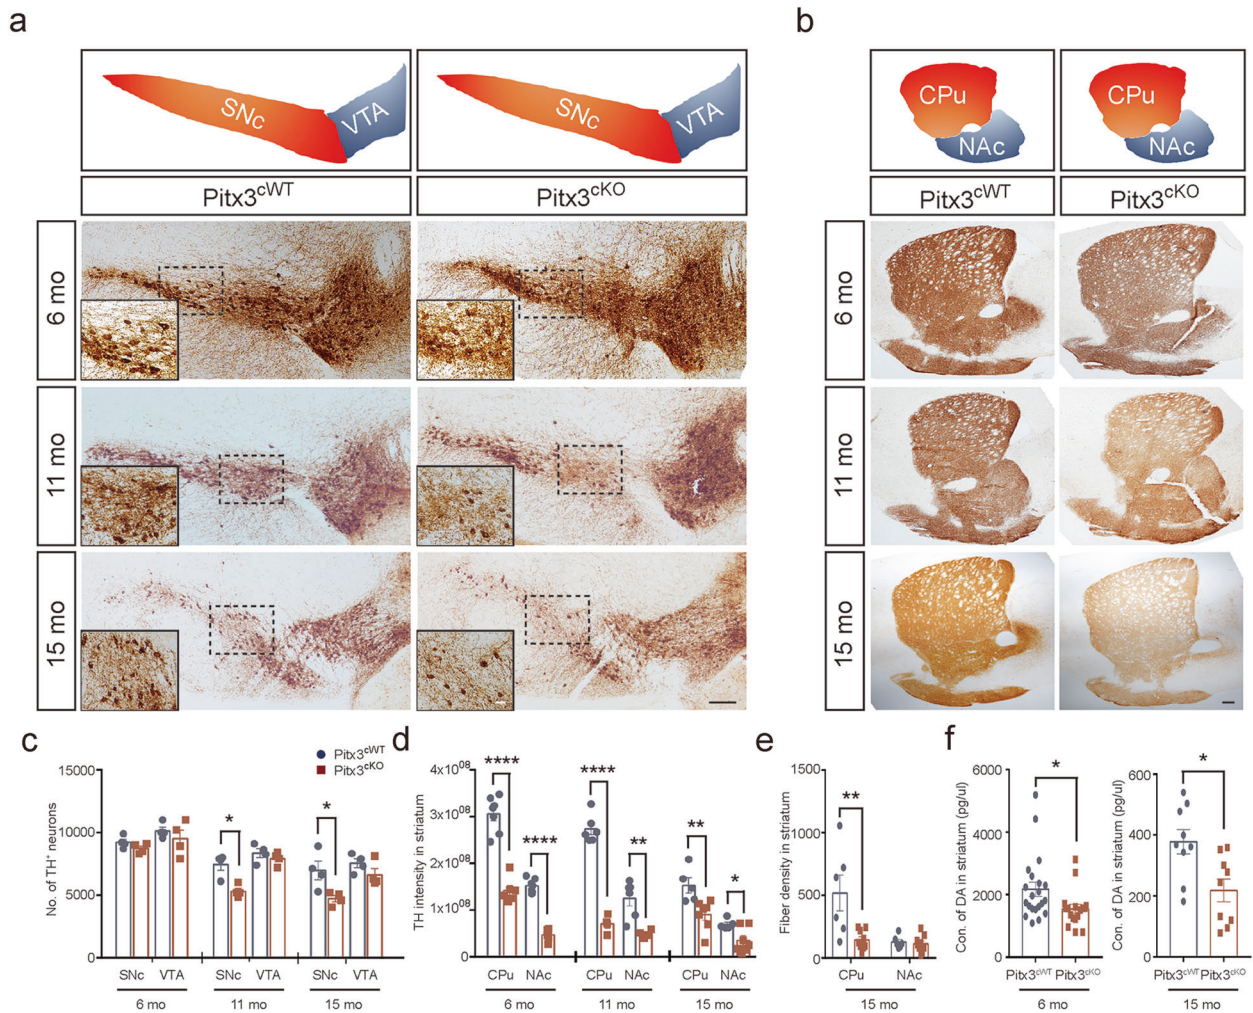 a
b
SNc
VTA
SNc
VTA
CPu
NAc
CPu
NAc
Pitx3cWT
Pitx3cKO
Pitx3cWT
Pitx3cKO
6 mo
6 mo
11 mo
11 mo
15 mo
15 mo
c
Pitx3cWT
Pitx3cKO
No. of TH+ neurons
15000
10000
5000
0
*
*
SNc VTA SNc VTA SNc VTA
6 mo 11 mo 15 mo
d
TH intensity in striatum
4x10^08
3x10^08
2x10^08
1x10^08
0
**** **** **** ** ** *
CPu NAc CPu NAc CPu NAc
6 mo 11 mo 15 mo
e
Fiber density in striatum
1500
1000
500
0
**
CPu NAc
15 mo
f
Con. of DA in striatum (pg/ul)
6000
4000
2000
0
*
Pitx3cWT Pitx3cKO
6 mo
Con. of DA in striatum (pg/ul)
600
400
200
0
*
Pitx3cWT Pitx3cKO
15 mo